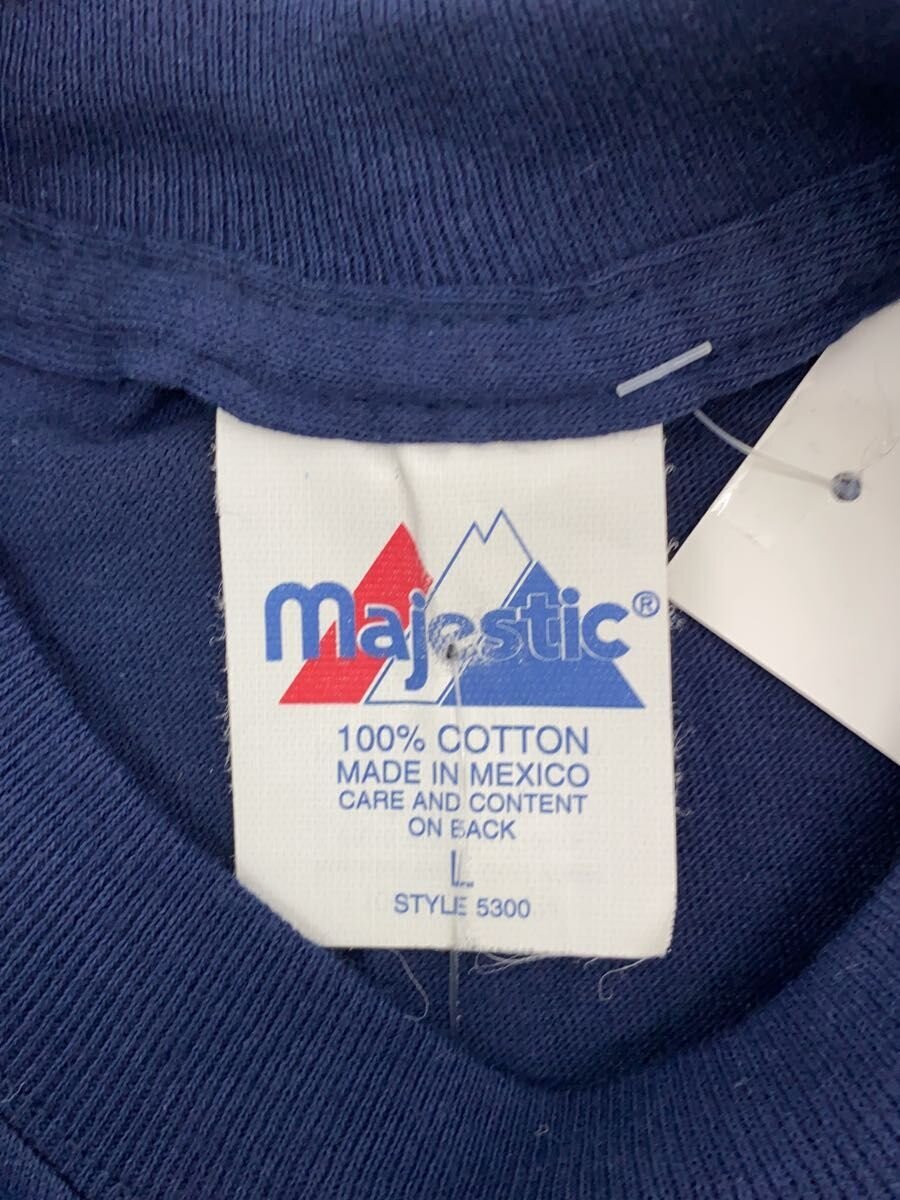 majestic®
100% COTTON
MADE IN MEXICO
CARE AND CONTENT
ON BACK
L
STYLE 5300